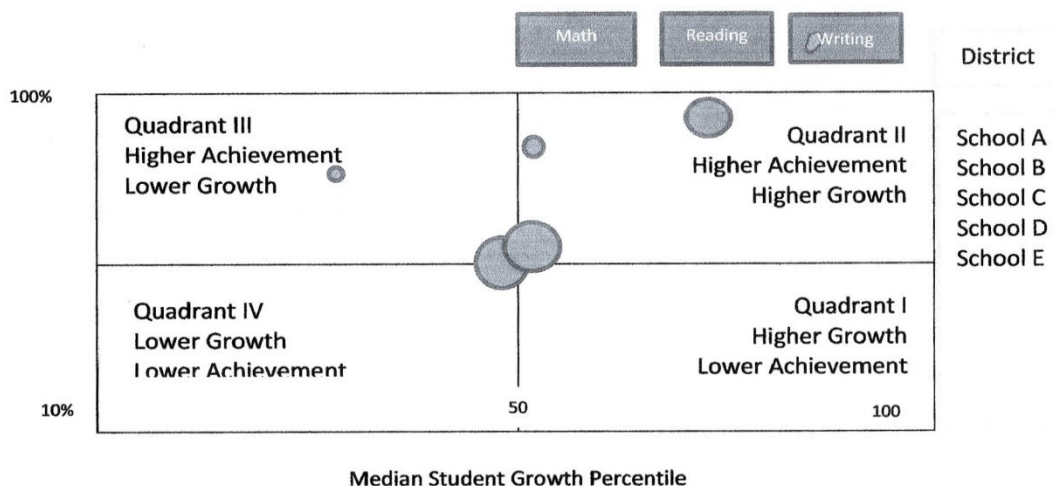 Math
Reading
Writing
District
100%
Quadrant III
Higher Achievement
Lower Growth
Quadrant II
Higher Achievement
Higher Growth
School A
School B
School C
School D
School E
Quadrant IV
Lower Growth
Lower Achievement
Quadrant I
Higher Growth
Lower Achievement
10%
50
100
Median Student Growth Percentile